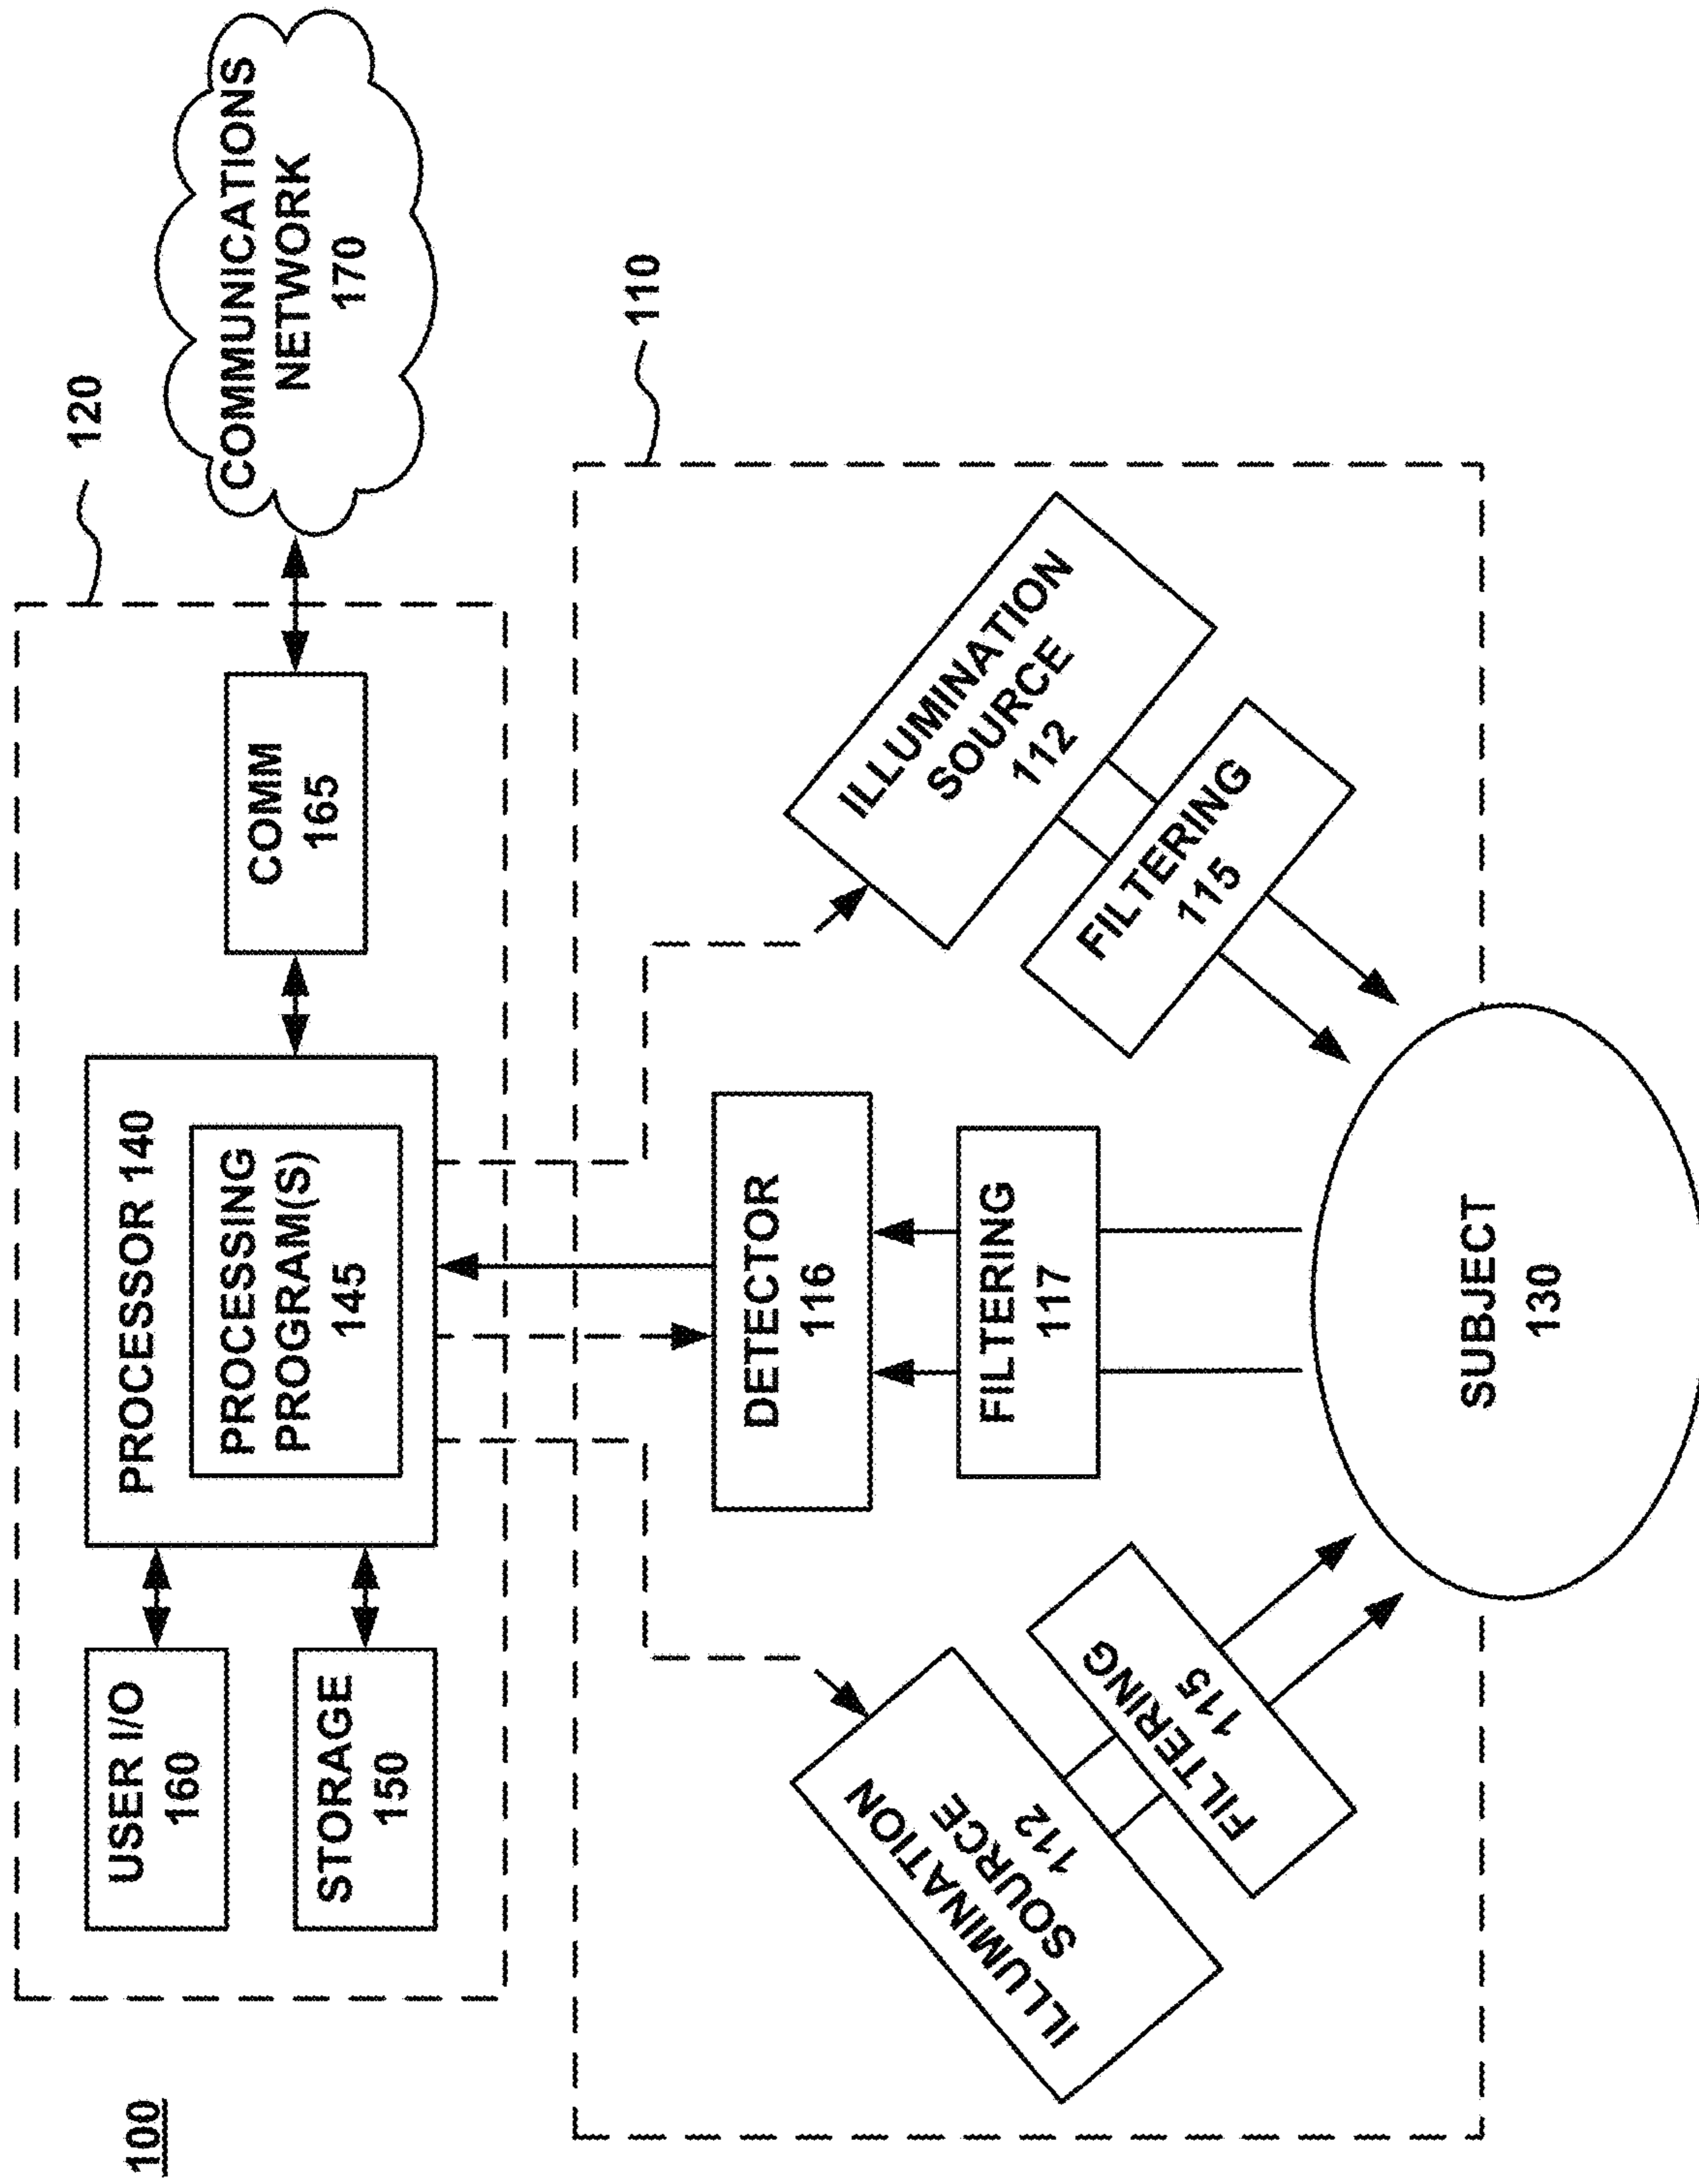 100
120
USER I/O
160
STORAGE
150
PROCESSOR 140
PROCESSING
PROGRAM(S)
145
COMM
165
COMMUNICATIONS
NETWORK
170
110
ILLUMINATION
SOURCE
112
FILTERING
115
DETECTOR
116
FILTERING
117
ILLUMINATION
SOURCE
112
FILTERING
115
SUBJECT
130